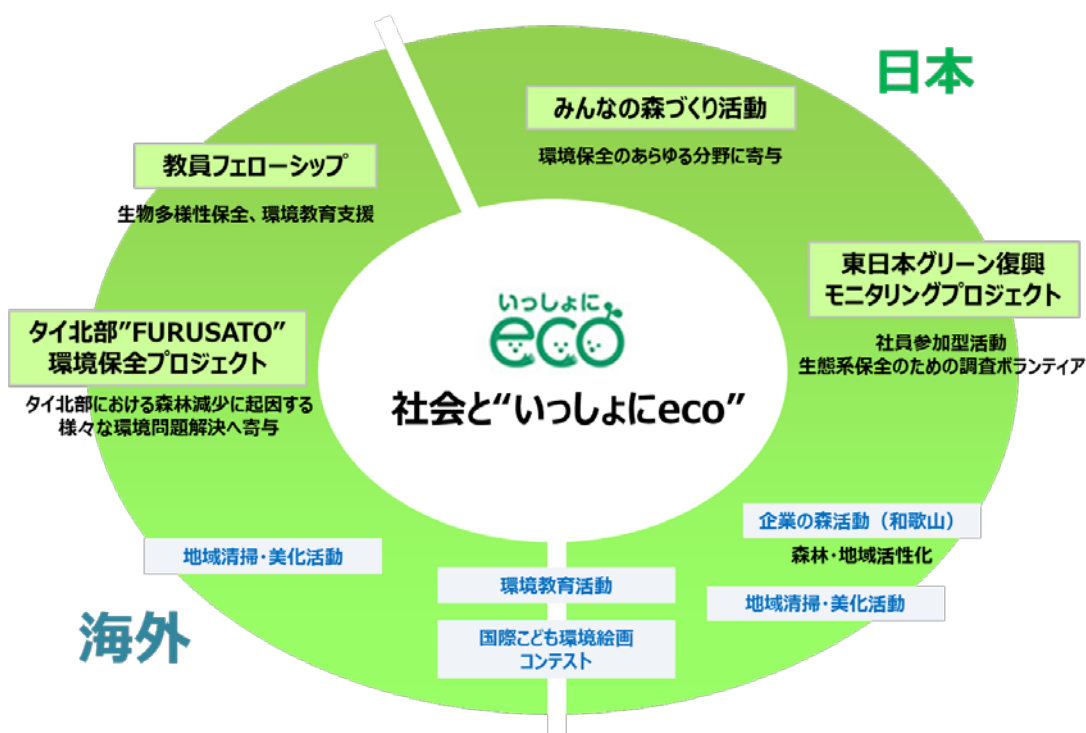 日本
みんなの森づくり活動
環境保全のあらゆる分野に寄与
教員フェローシップ
生物多様性保全、環境教育支援
東日本グリーン復興
モニタリングプロジェクト
社員参加型活動
生態系保全のための調査ボランティア
タイ北部”FURUSATO”
環境保全プロジェクト
タイ北部における森林減少に起因する
様々な環境問題解決へ寄与
いっしょに
eco
社会と“いっしょにeco”
企業の森活動（和歌山）
森林・地域活性化
地域清掃・美化活動
環境教育活動
地域清掃・美化活動
国際こども環境絵画
コンテスト
海外